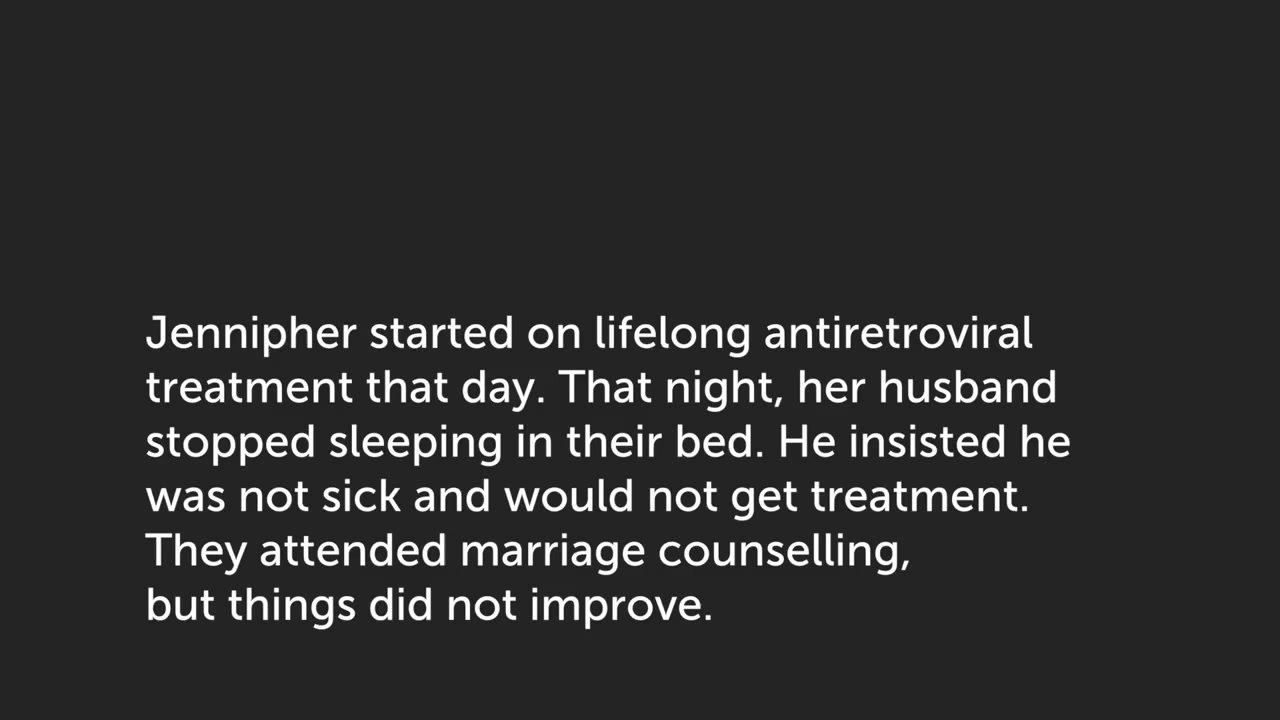 Jennipher started on lifelong antiretroviral
treatment that day. That night, her husband
stopped sleeping in their bed. He insisted he
was not sick and would not get treatment.
They attended marriage counselling,
but things did not improve.